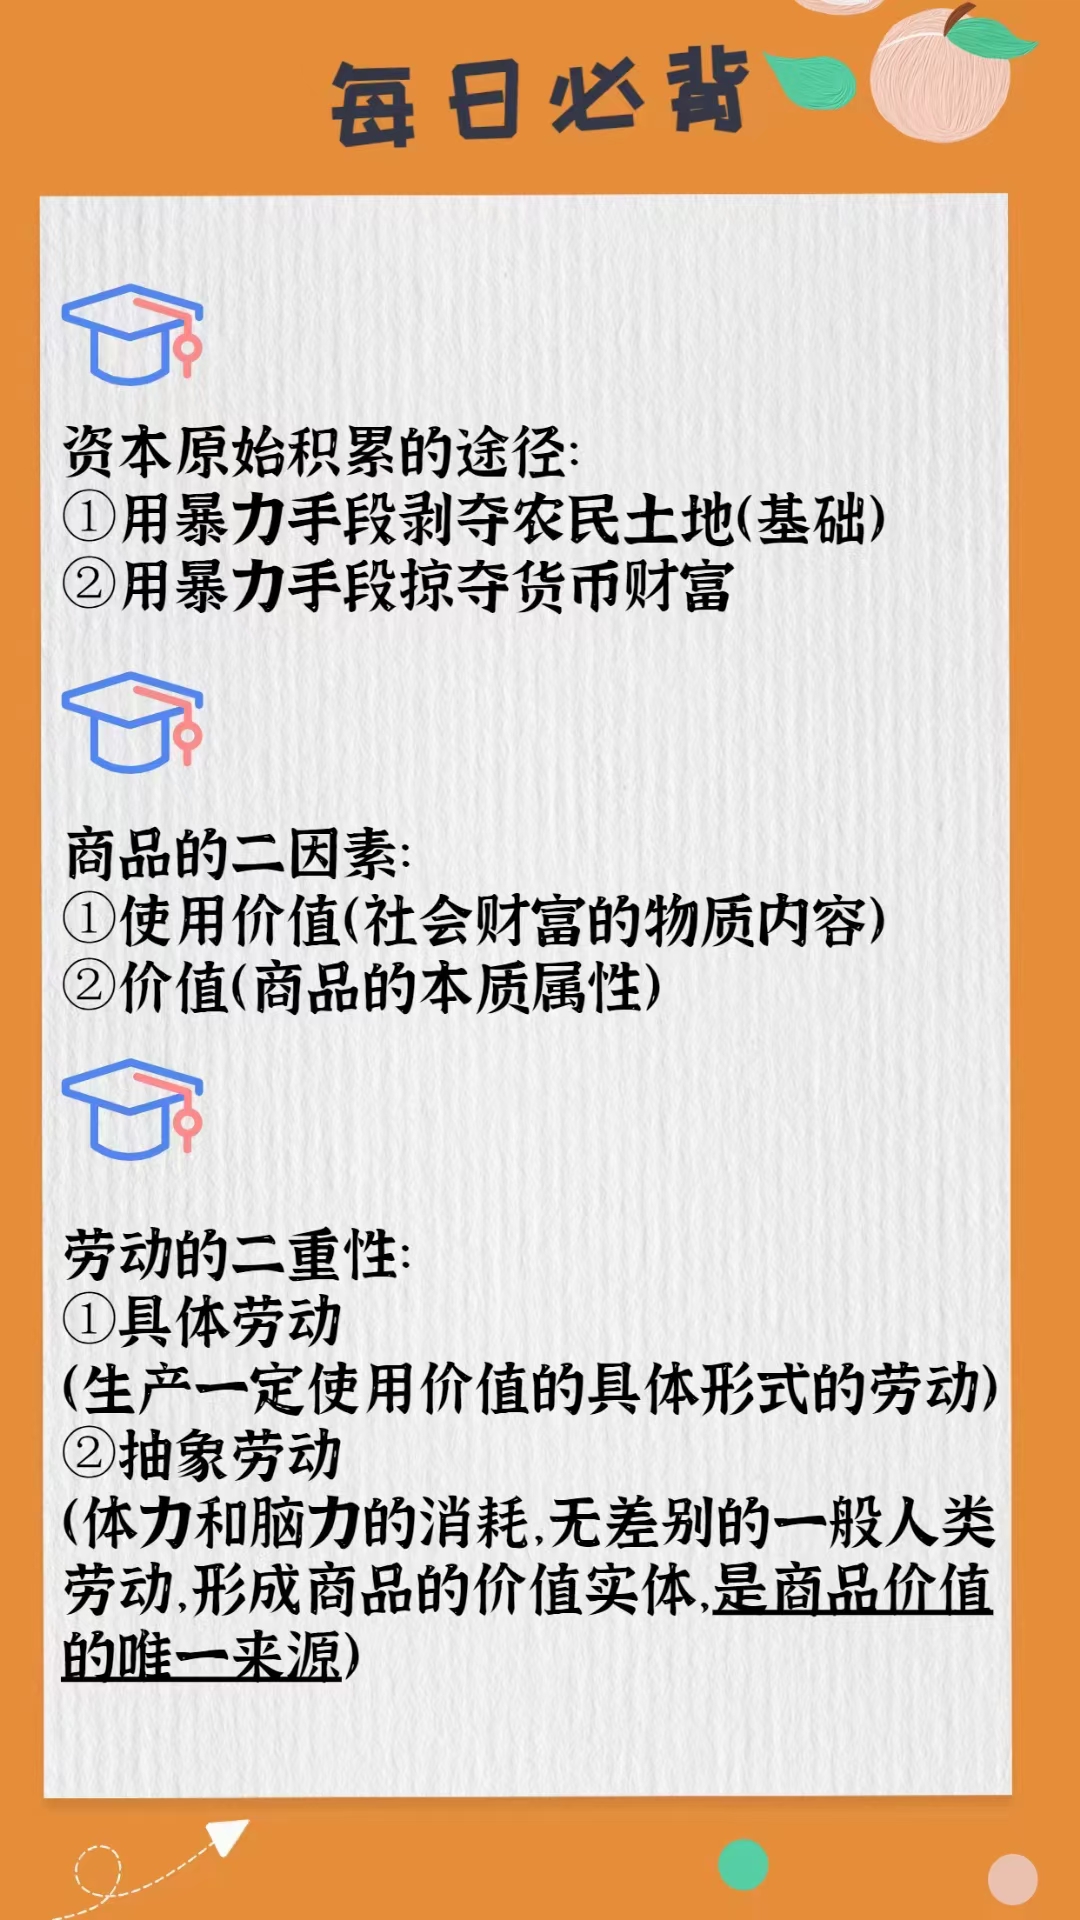 每日必背
资本原始积累的途径:
①用暴力手段剥夺农民土地(基础)
②用暴力手段掠夺货币财富
商品的二因素:
①使用价值(社会财富的物质内容)
②价值(商品的本质属性)
劳动的二重性:
①具体劳动
(生产一定使用价值的具体形式的劳动)
②抽象劳动
(体力和脑力的消耗,无差别的一般人类
劳动,形成商品的价值实体,是商品价值
的唯一来源)